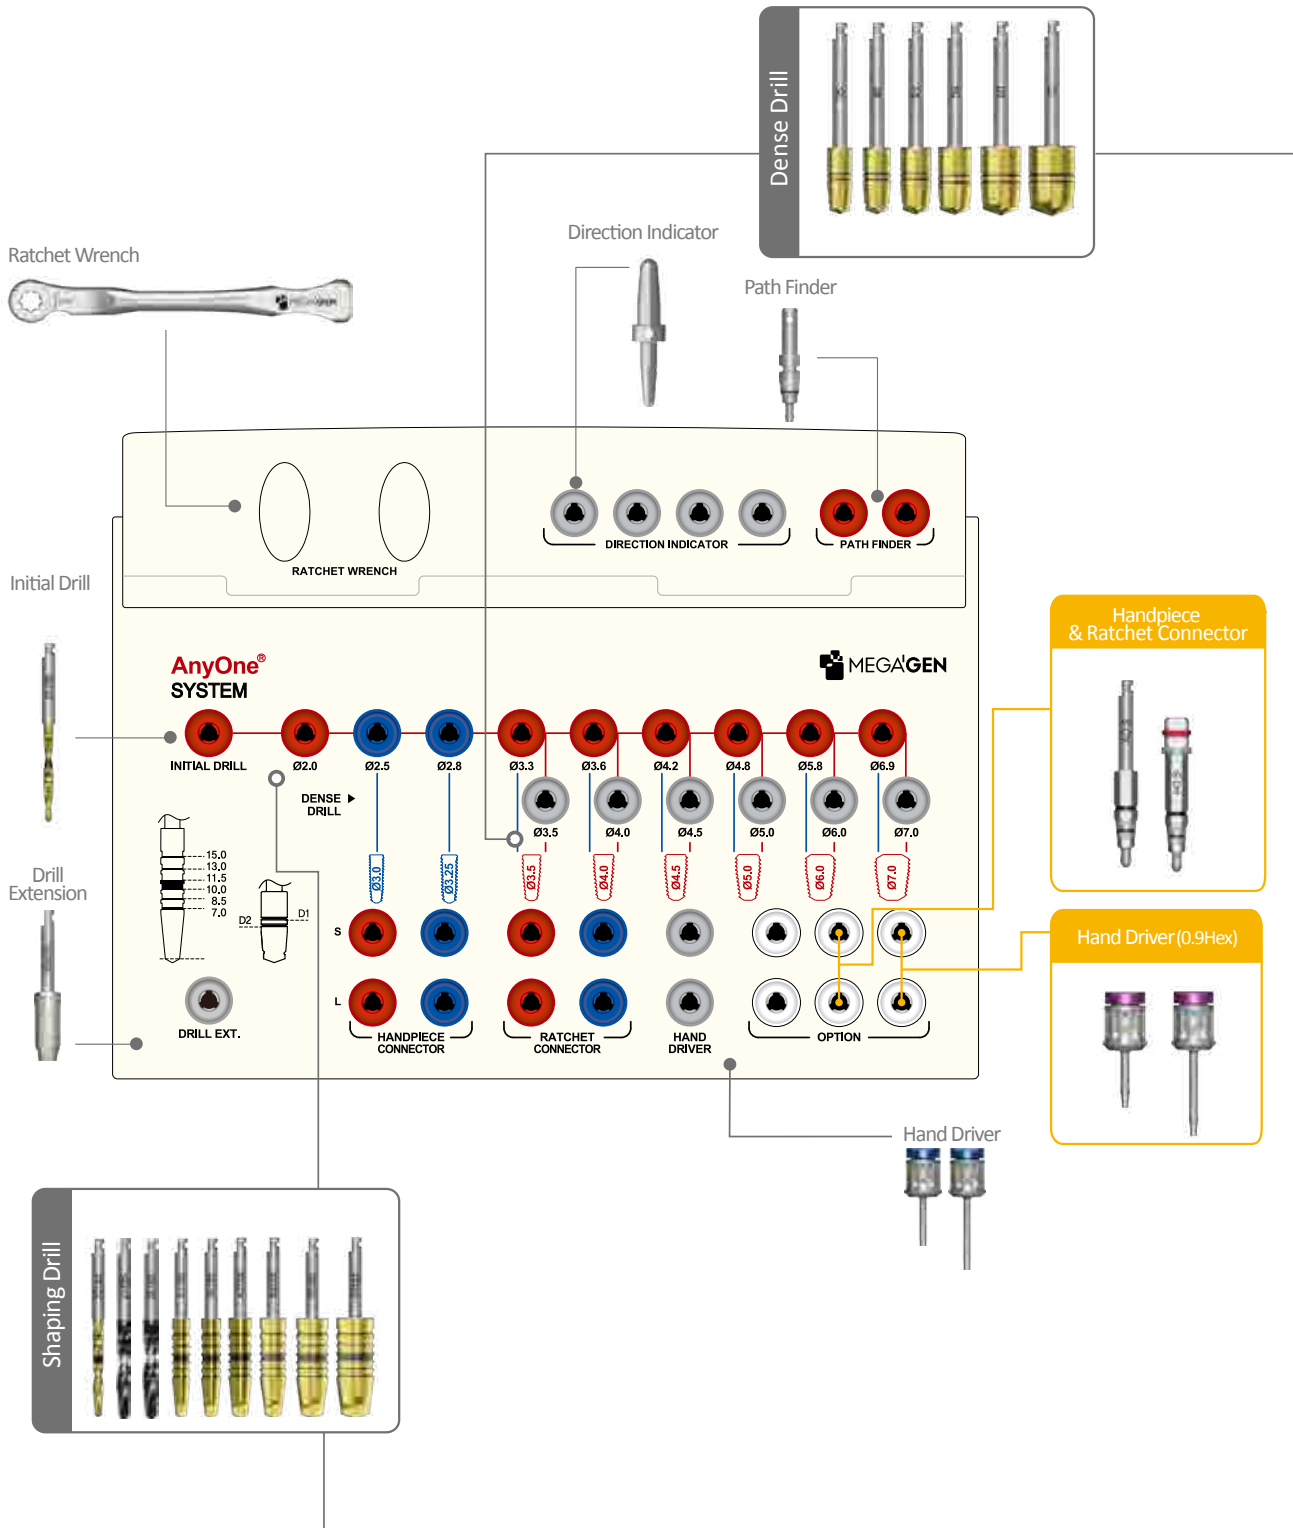 Dense Drill
Direction Indicator
Ratchet Wrench
Path Finder
MEGA'GEN
DIRECTION INDICATOR
PATH FINDER
RATCHET WRENCH
Initial Drill
Handpiece
& Ratchet Connector
AnyOne®
SYSTEM
MEGA'GEN
INITIAL DRILL
Ø2.0
Ø2.5
Ø2.8
Ø3.3
Ø3.6
Ø4.2
Ø4.8
Ø5.8
Ø6.9
DENSE
DRILL
Ø3.5
Ø4.0
Ø4.5
Ø5.0
Ø6.0
Ø7.0
15.0
13.0
11.5
10.0
8.5
7.0
D2
D1
Ø3.0
Ø3.25
Ø3.5
Ø4.0
Ø4.5
Ø5.0
Ø6.0
Ø7.0
Drill
Extension
S
L
Hand Driver (0.9Hex)
DRILL EXT.
HANDPIECE
CONNECTOR
RATCHET
CONNECTOR
HAND
DRIVER
OPTION
Hand Driver
Shaping Drill